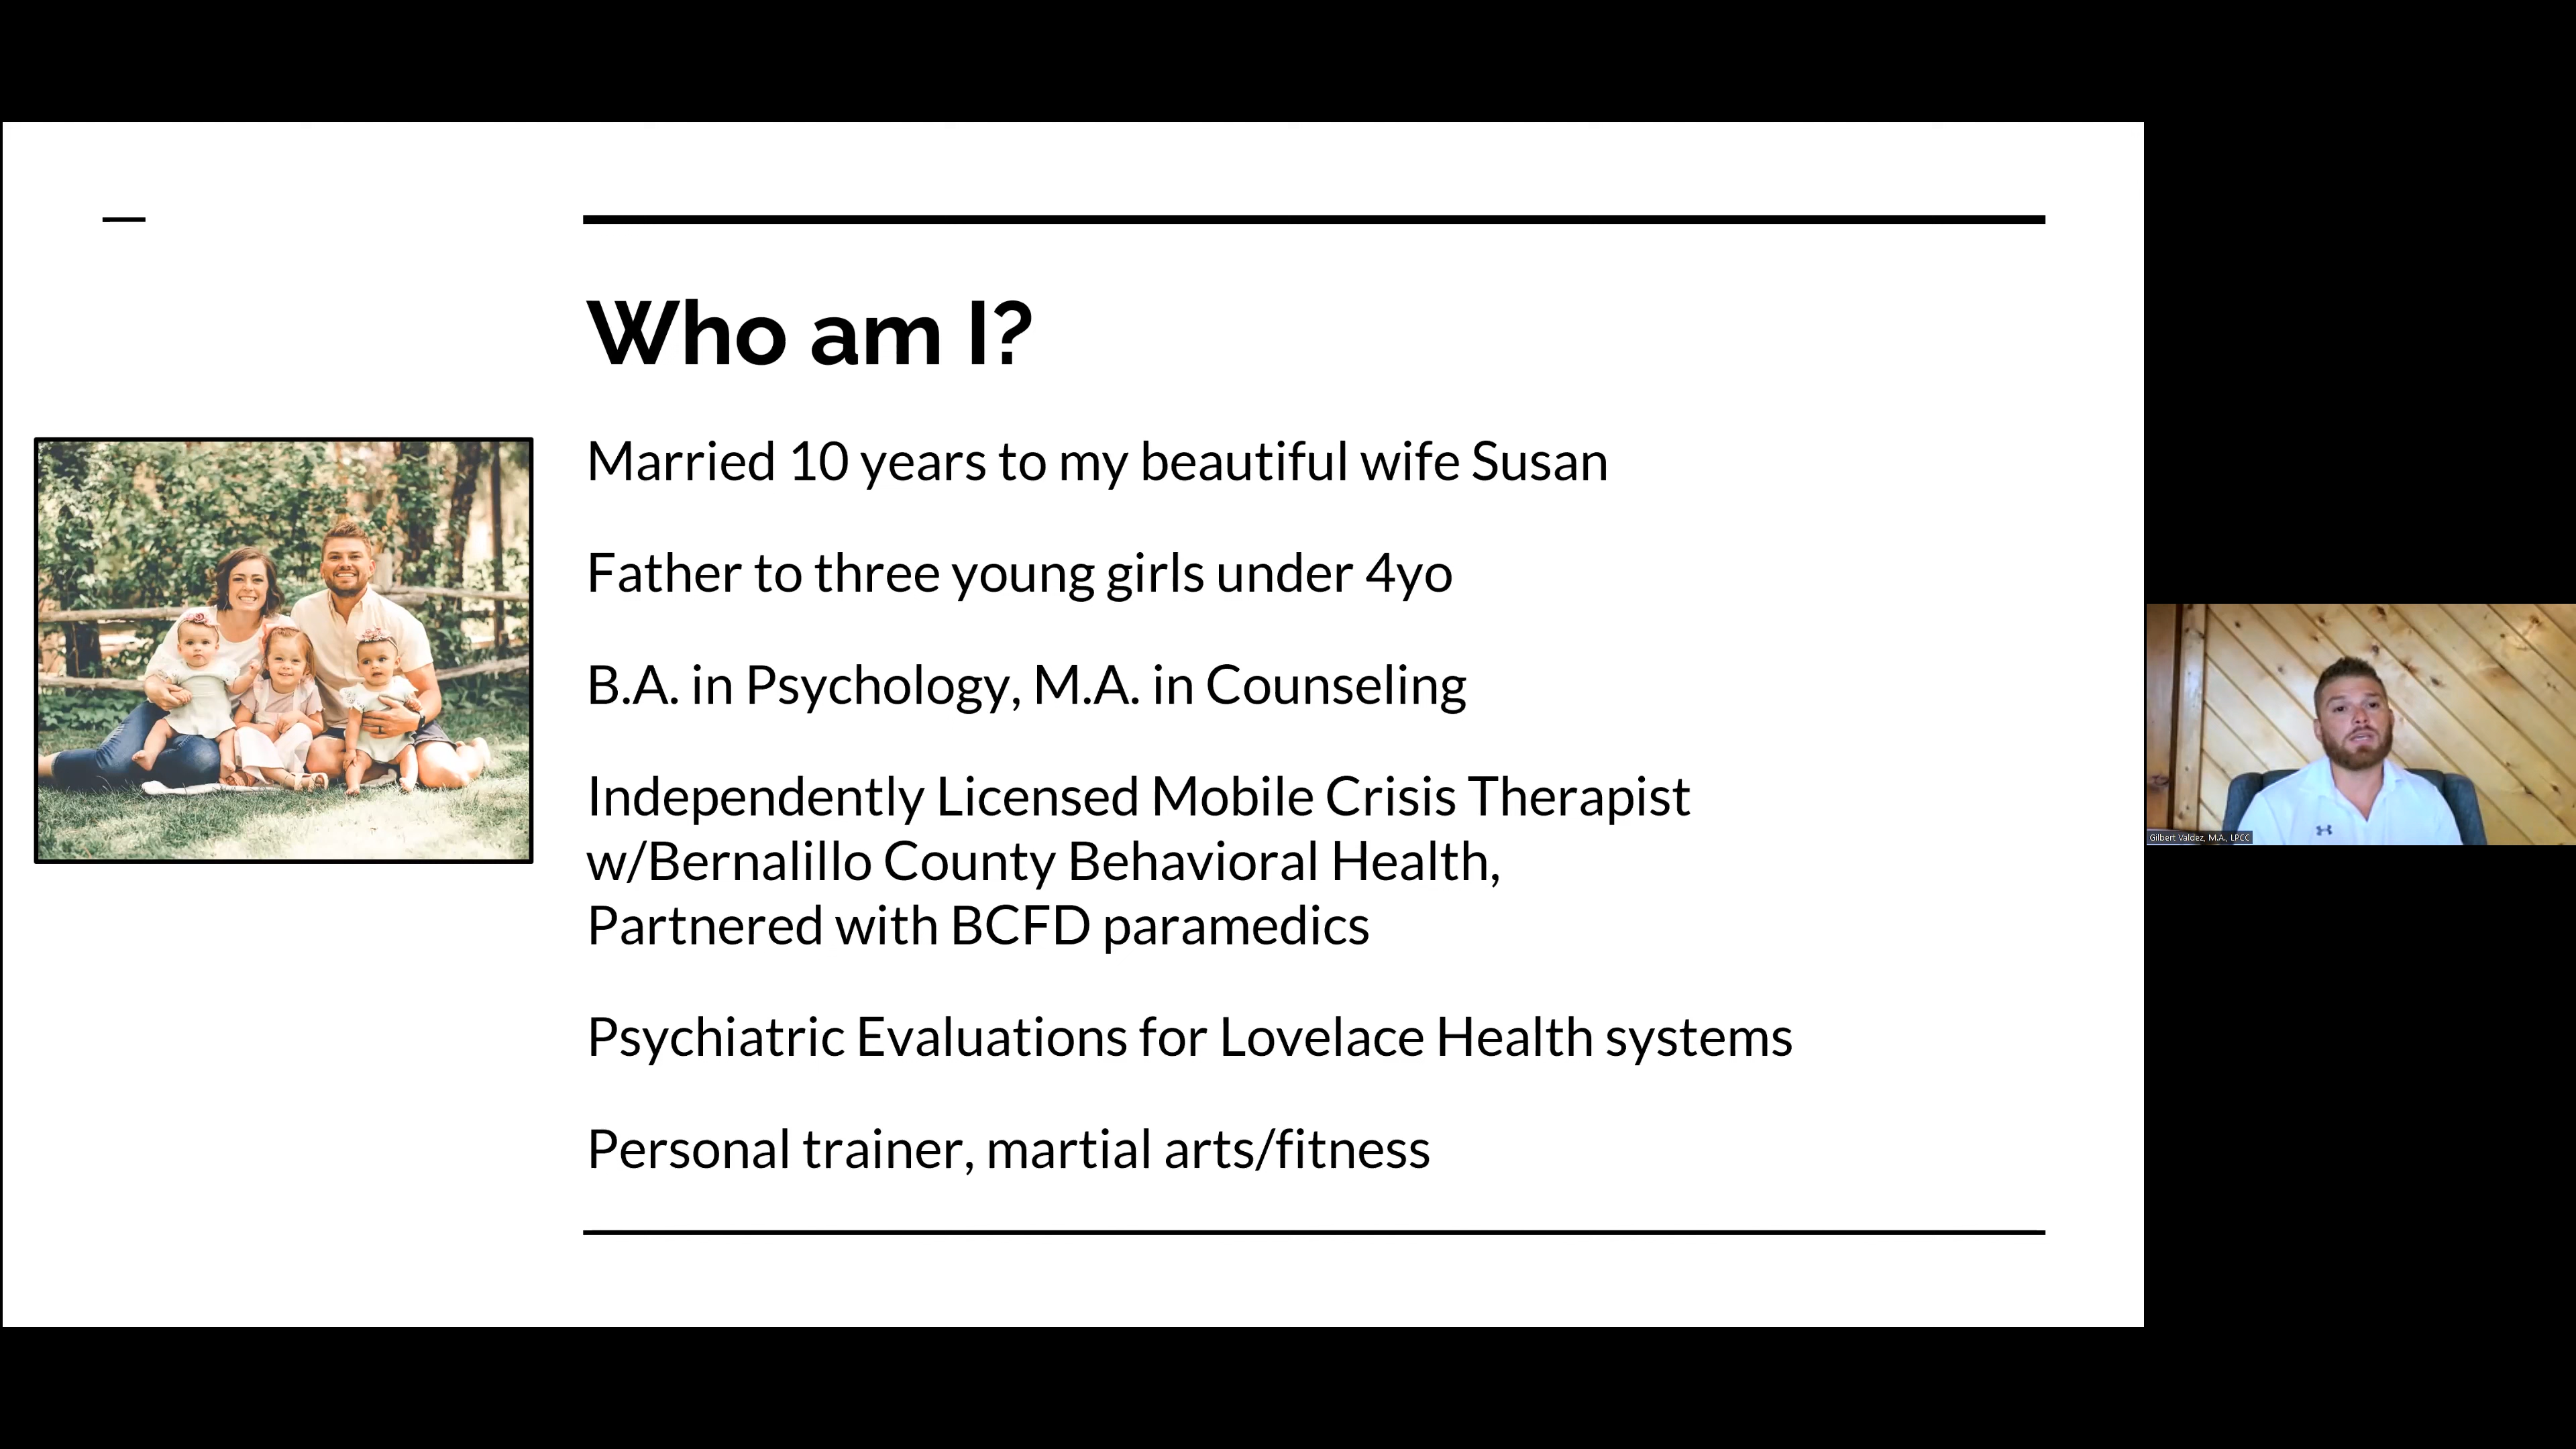 Who am I?
Married 10 years to my beautiful wife Susan
Father to three young girls under 4yo
B.A. in Psychology, M.A. in Counseling
Independently Licensed Mobile Crisis Therapist
w/Bernalillo County Behavioral Health,
Partnered with BCFD paramedics
Psychiatric Evaluations for Lovelace Health systems
Personal trainer, martial arts/fitness
Gilbert Valdez, M.A., LPCC